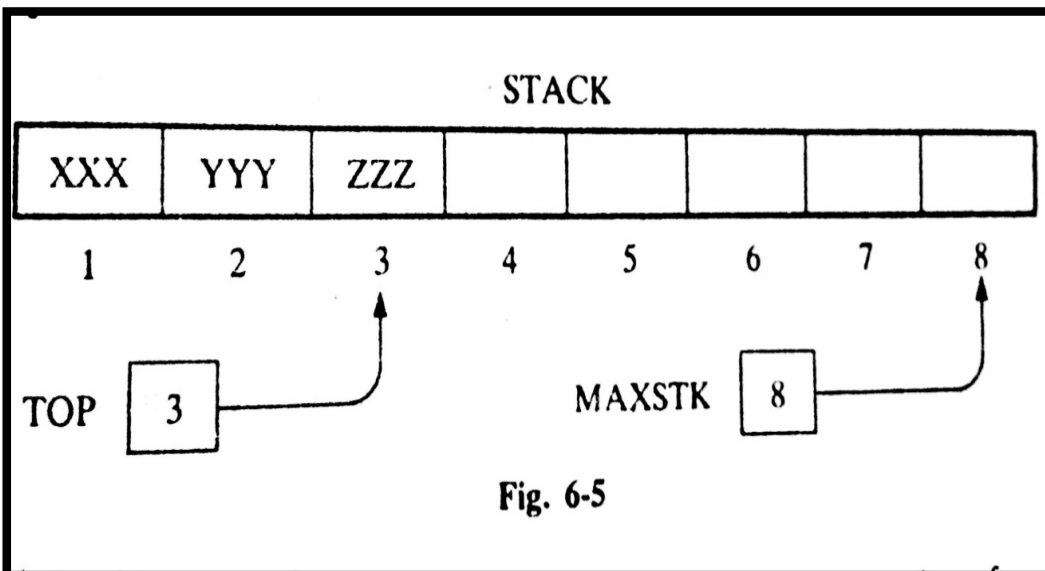 STACK
XXX YYY ZZZ
1 2 3 4 5 6 7 8
TOP 3 MAXSTK 8
Fig. 6-5